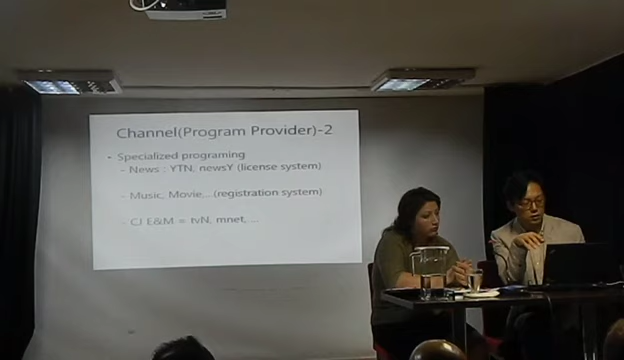 Channel(Program Provider)-2
- Specialized programing
- News : YTN, newsY (license system)
- Music, Movie,...(registration system)
- CJ E&M = tvN, mnet, ...